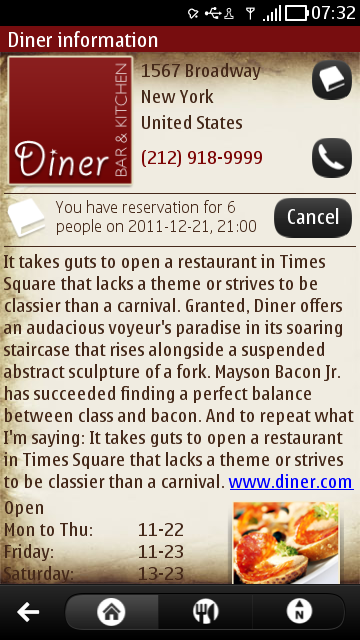 07:32
Diner information
Diner
BAR & KITCHEN
1567 Broadway
New York
United States
(212) 918-9999
You have reservation for 6
people on 2011-12-21, 21:00
Cancel
It takes guts to open a restaurant in Times
Square that lacks a theme or strives to be
classier than a carnival. Granted, Diner offers
an audacious voyeur's paradise in its soaring
staircase that rises alongside a suspended
abstract sculpture of a fork. Mayson Bacon Jr.
has succeeded finding a perfect balance
between class and bacon. And to repeat what
I'm saying: It takes guts to open a restaurant
in Times Square that lacks a theme or strives
to be classier than a carnival. www.diner.com
Open
Mon to Thu: 11-22
Friday: 11-23
Saturday: 13-23
N